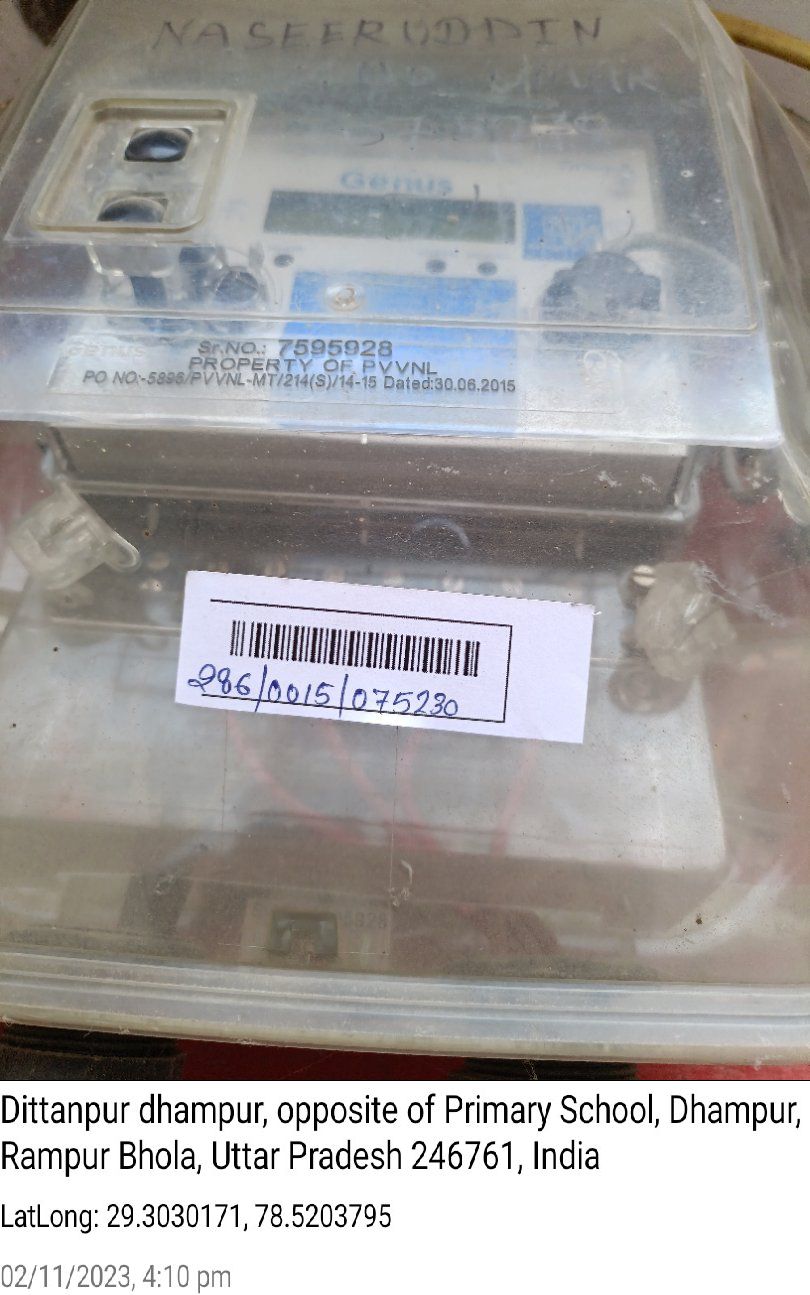 NASEERUDDIN
Genus
Genus Sr.NO.: 7595928
PROPERTY OF PVVNL
PO NO:-5896/PVVNL-MT/214(S)/14-15 Dated:30.06.2015
286/0015/075230
Dittanpur dhampur, opposite of Primary School, Dhampur,
Rampur Bhola, Uttar Pradesh 246761, India
LatLong: 29.3030171, 78.5203795
02/11/2023, 4:10 pm